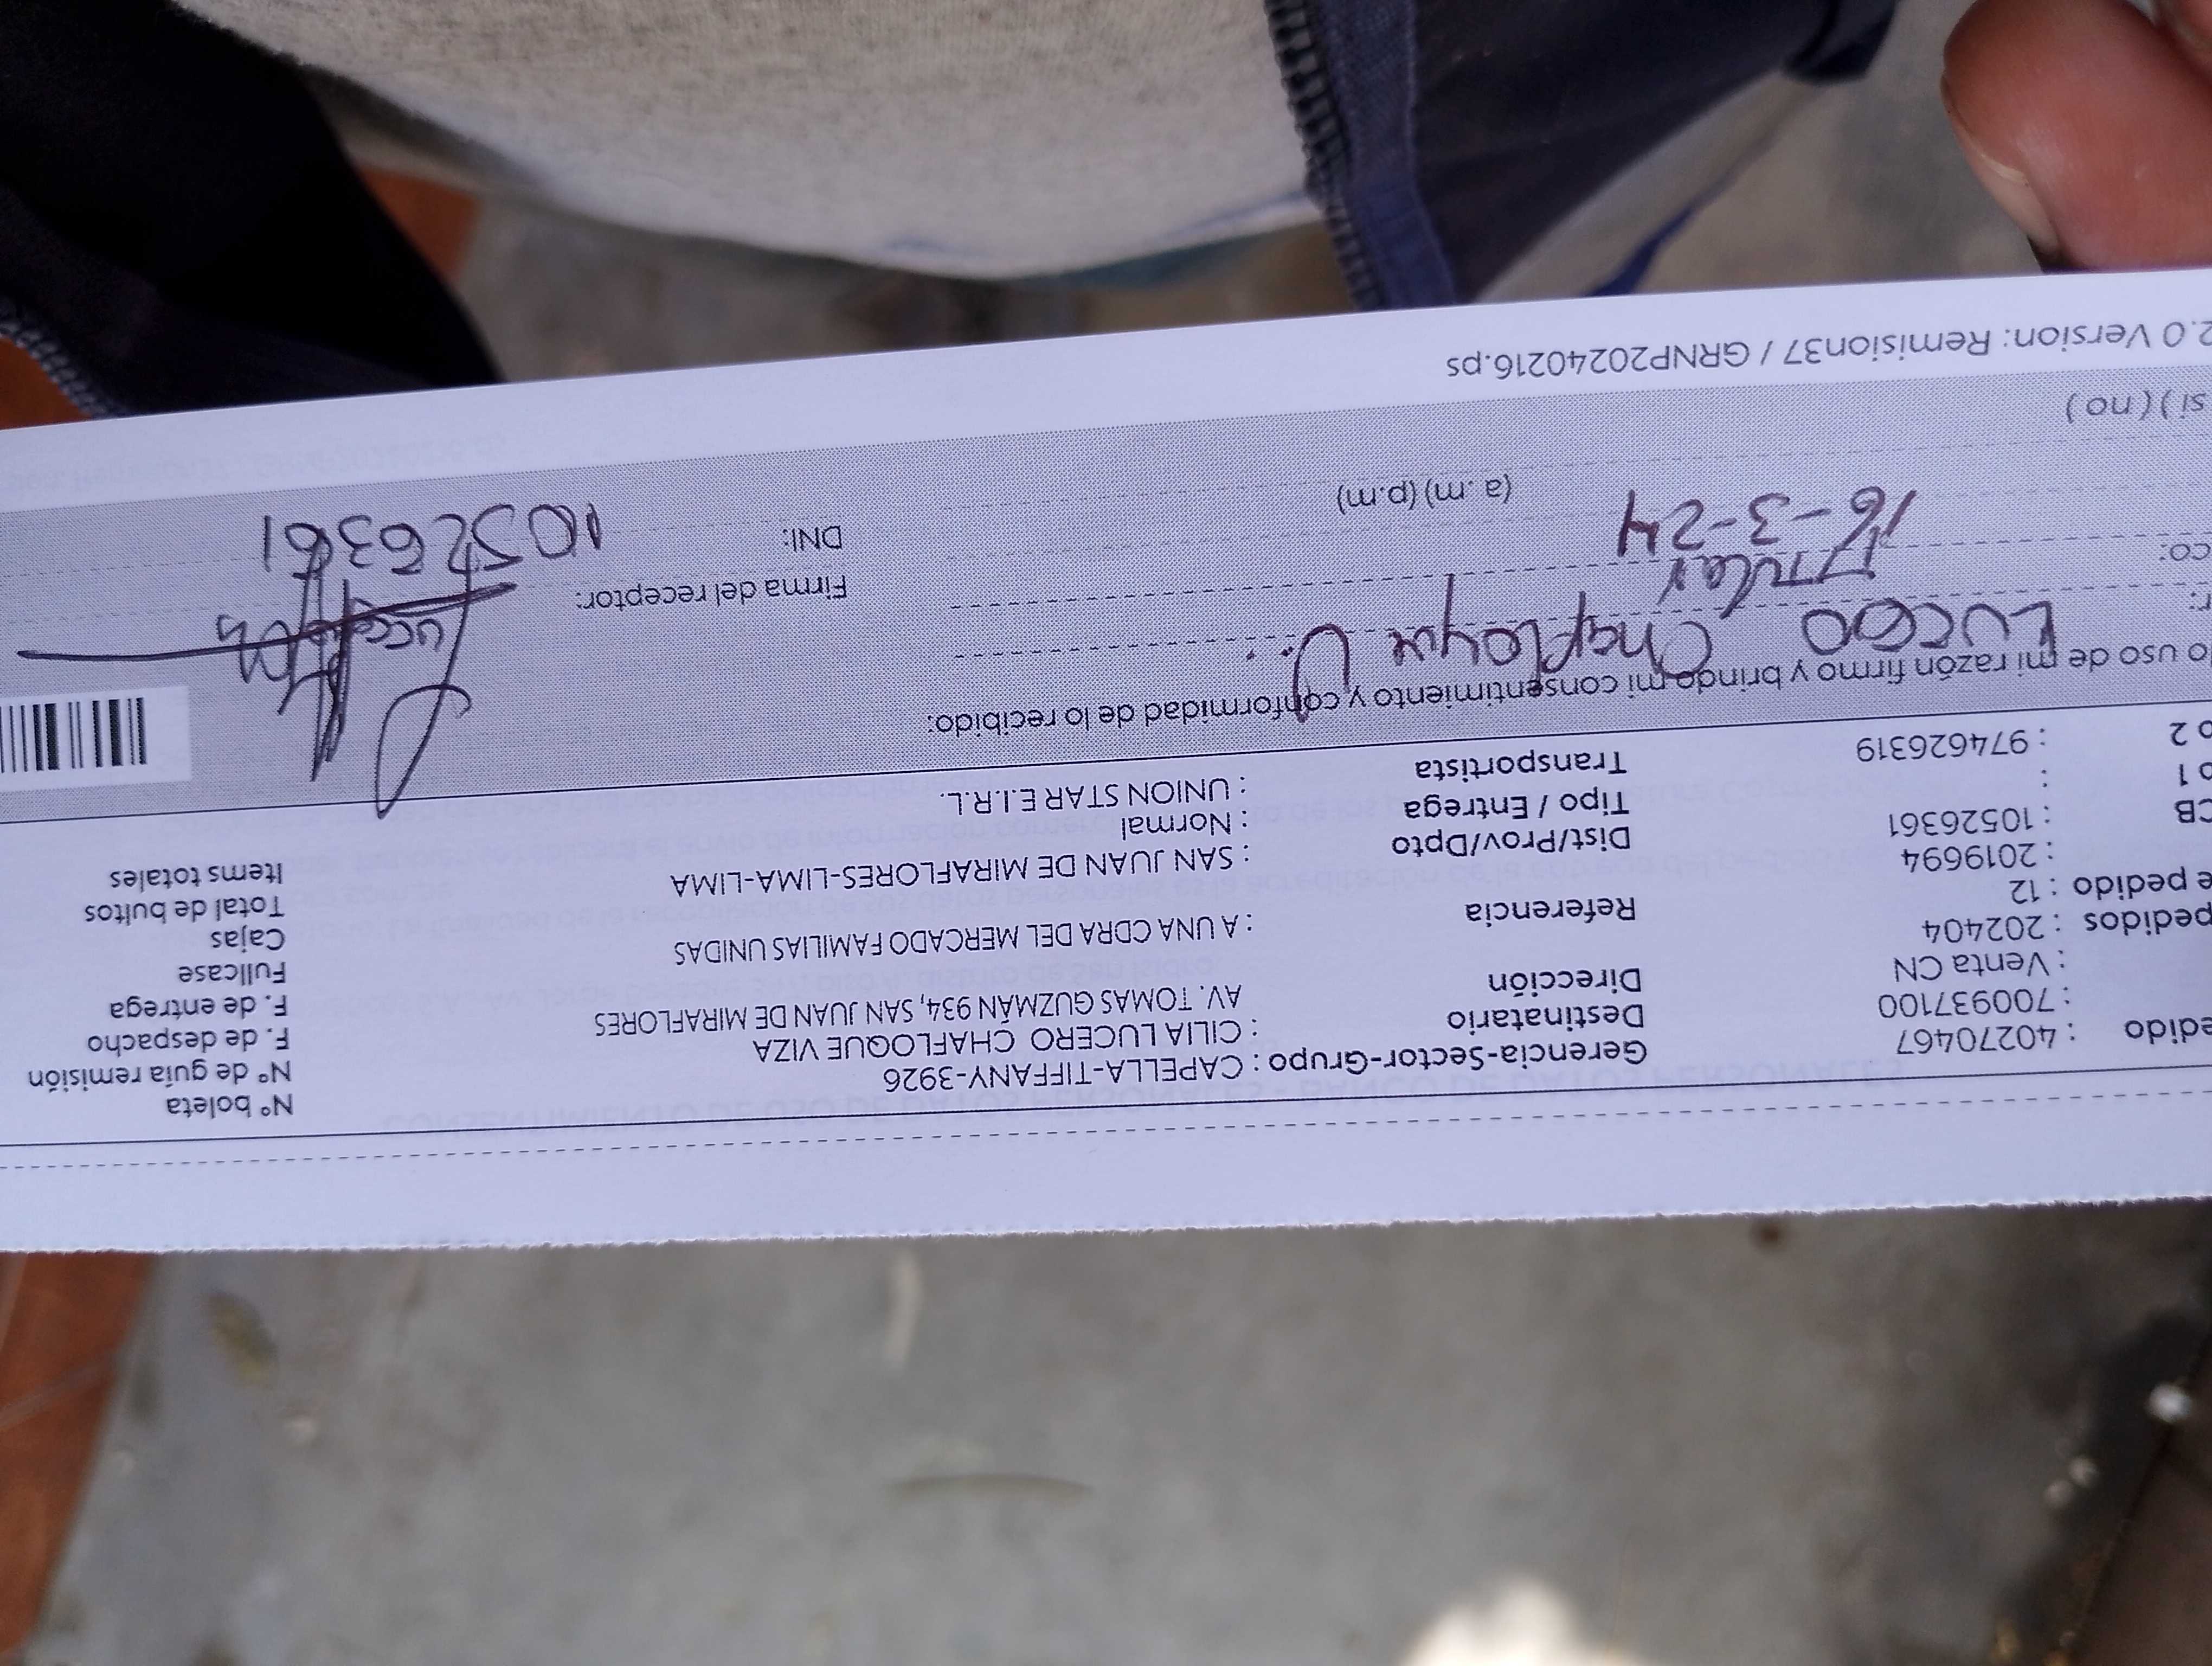 edido : 40270467 Gerencia-Sector-Grupo : CAPELLA-TIFFANY-3926 N° boleta
: 700937100 Destinatario : CILIA LUCERO CHAFLOQUE VIZA N° de guía remisión
: Venta CN Dirección AV. TOMAS GUZMÁN 934, SAN JUAN DE MIRAFLORES F. de despacho
pedidos : 202404 F. de entrega
e pedido : 12 Referencia : A UNA CDRA DEL MERCADO FAMILIAS UNIDAS Fullcase
: 2019694 Cajas
CB : 10526361 Dist/Prov/Dpto : SAN JUAN DE MIRAFLORES-LIMA-LIMA Total de bultos
o 1 : Tipo / Entrega : Normal Items totales
o 2 : 974626319 Transportista : UNION STAR E.I.R.L.
lo uso de mi razón firmo y brindo mi consentimiento y conformidad de lo recibido:
r: Chafloque V. Firma del receptor:
co: DNI: 10526361
16-3-24 (a.m) (p.m)
si ) ( no )
2.0 Version: Remision37 / GRNP20240216.ps